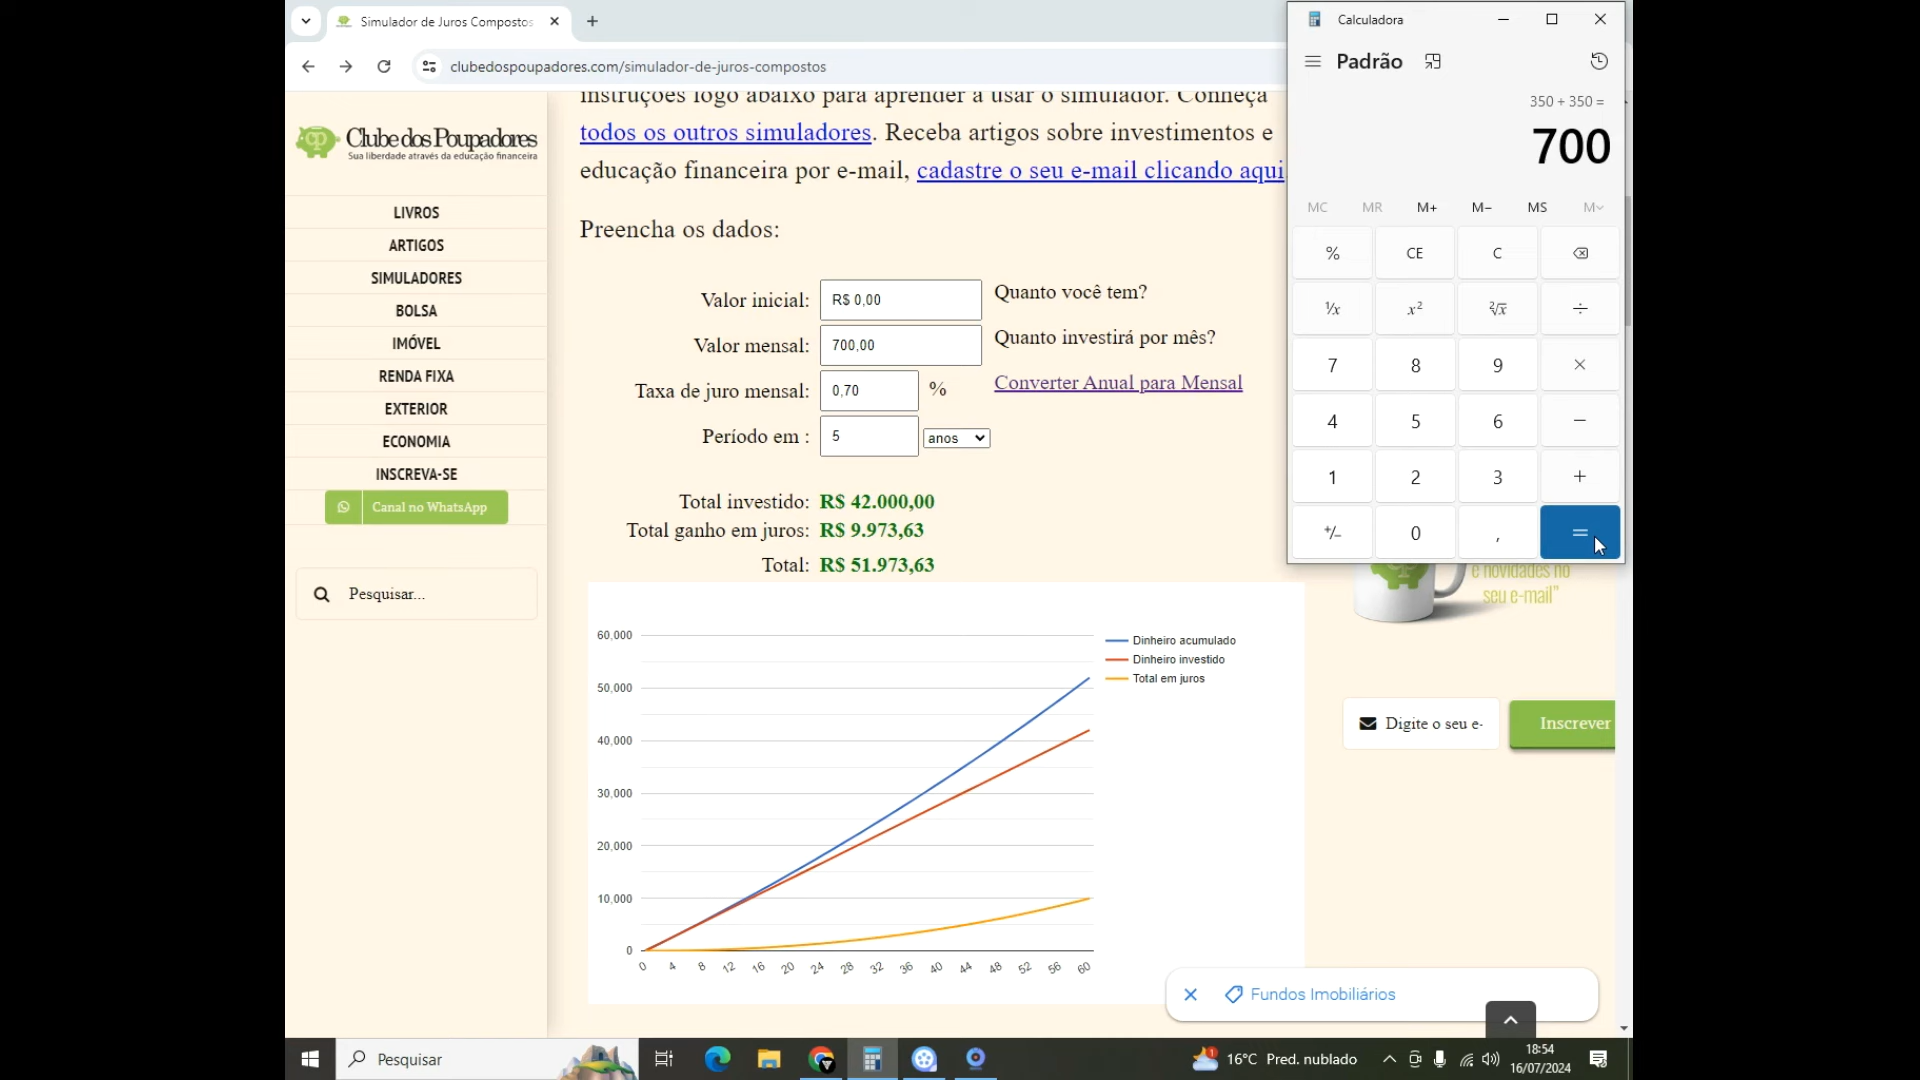 Simulador de Juros Compostos
clubedospoupadores.com/simulador-de-juros-compostos
Clube dos Poupadores
Sua liberdade através da educação financeira
LIVROS
ARTIGOS
SIMULADORES
BOLSA
IMÓVEL
RENDA FIXA
EXTERIOR
ECONOMIA
INSCREVA-SE
Canal no WhatsApp
Pesquisar...
instruções logo abaixo para aprender a usar o simulador. Conheça
todos os outros simuladores. Receba artigos sobre investimentos e
educação financeira por e-mail, cadastre o seu e-mail clicando aqui
Preencha os dados:
Valor inicial: R$ 0,00 Quanto você tem?
Valor mensal: 700,00 Quanto investirá por mês?
Taxa de juro mensal: 0,70 % Converter Anual para Mensal
Período em : 5 anos
Total investido: R$ 42.000,00
Total ganho em juros: R$ 9.973,63
Total: R$ 51.973,63
60,000
50,000
40,000
30,000
20,000
10,000
0
0 4 8 12 16 20 24 28 32 36 40 44 48 52 56 60
Dinheiro acumulado
Dinheiro investido
Total em juros
Calculadora
Padrão
350 + 350 =
700
MC MR M+ M− MS M
% CE C
¹/x x² ²√x ÷
7 8 9 ×
4 5 6 −
1 2 3 +
+/− 0 , =
e novidades no
seu e-mail”
Digite o seu e-
Inscrever
Fundos Imobiliários
Pesquisar
16°C Pred. nublado
18:54
16/07/2024